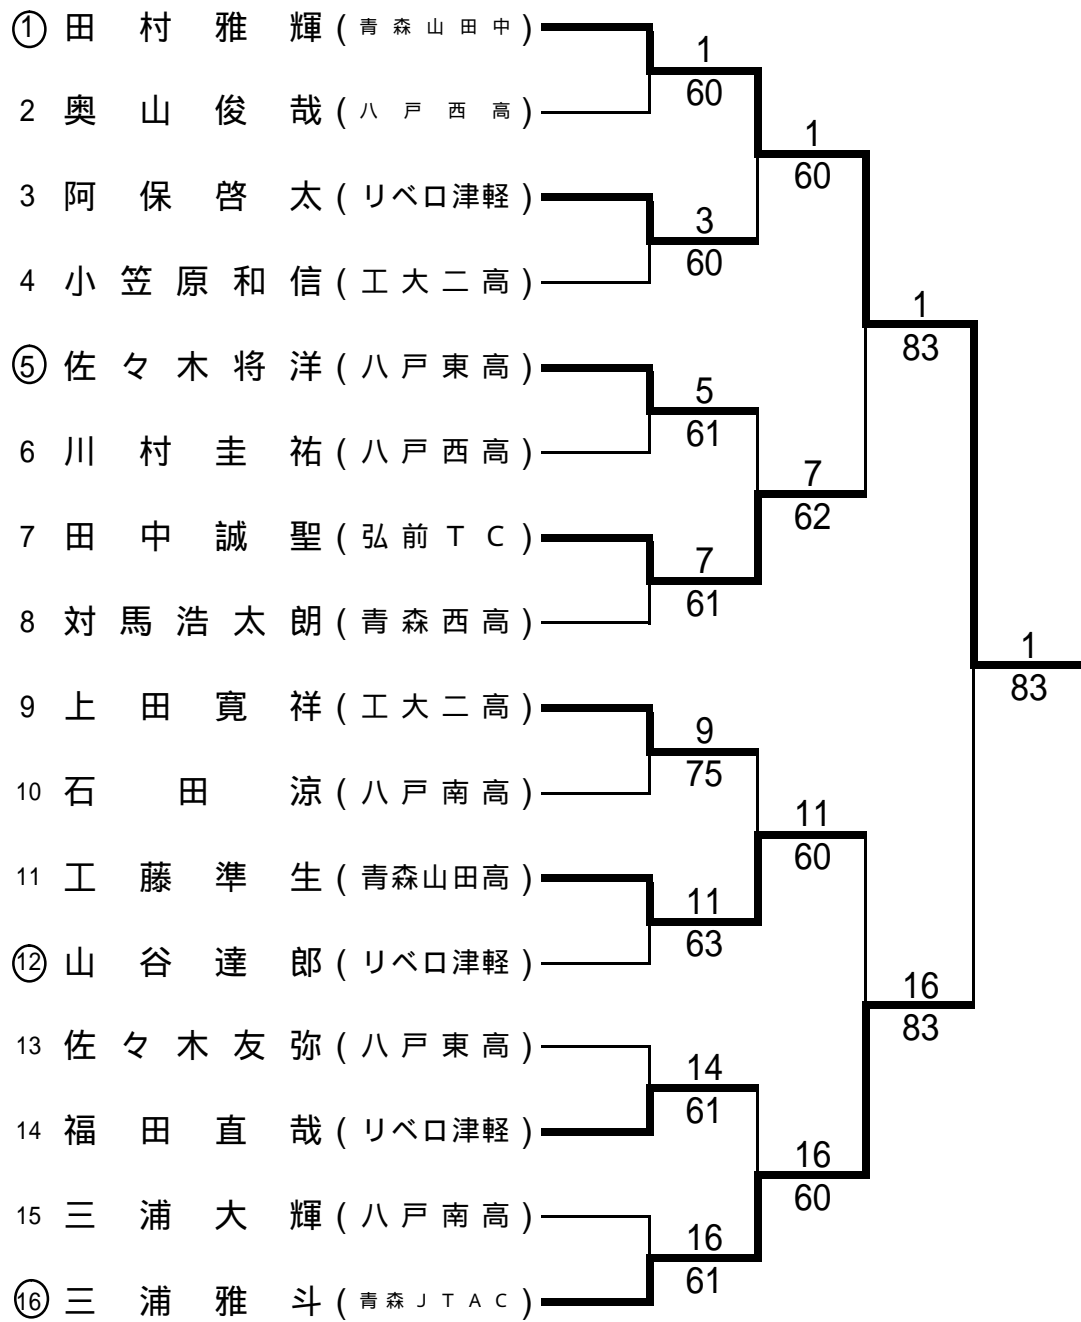 ① 田村雅輝 (青森山田中)
2 奥山俊哉 (八戸西高)
3 阿保啓太 (リベロ津軽)
4 小笠原和信 (工大二高)
⑤ 佐々木将洋 (八戸東高)
6 川村圭祐 (八戸西高)
7 田中誠聖 (弘前TC)
8 対馬浩太朗 (青森西高)
9 上田寛祥 (工大二高)
10 石田涼 (八戸南高)
11 工藤準生 (青森山田高)
⑫ 山谷達郎 (リベロ津軽)
13 佐々木友弥 (八戸東高)
14 福田直哉 (リベロ津軽)
15 三浦大輝 (八戸南高)
⑯ 三浦雅斗 (青森JTAC)
1
60
3
60
5
61
7
61
9
75
11
63
14
61
16
61
1
60
7
62
11
60
16
60
1
83
16
83
1
83